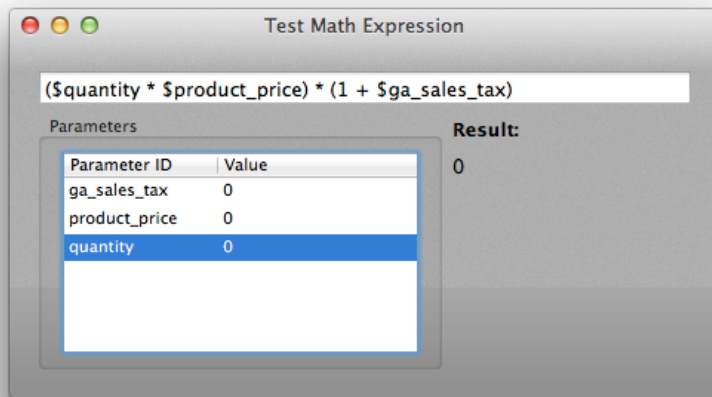 Test Math Expression
($quantity * $product_price) * (1 + $ga_sales_tax)
Parameters
Result:
0
Parameter ID Value
ga_sales_tax 0
product_price 0
quantity 0